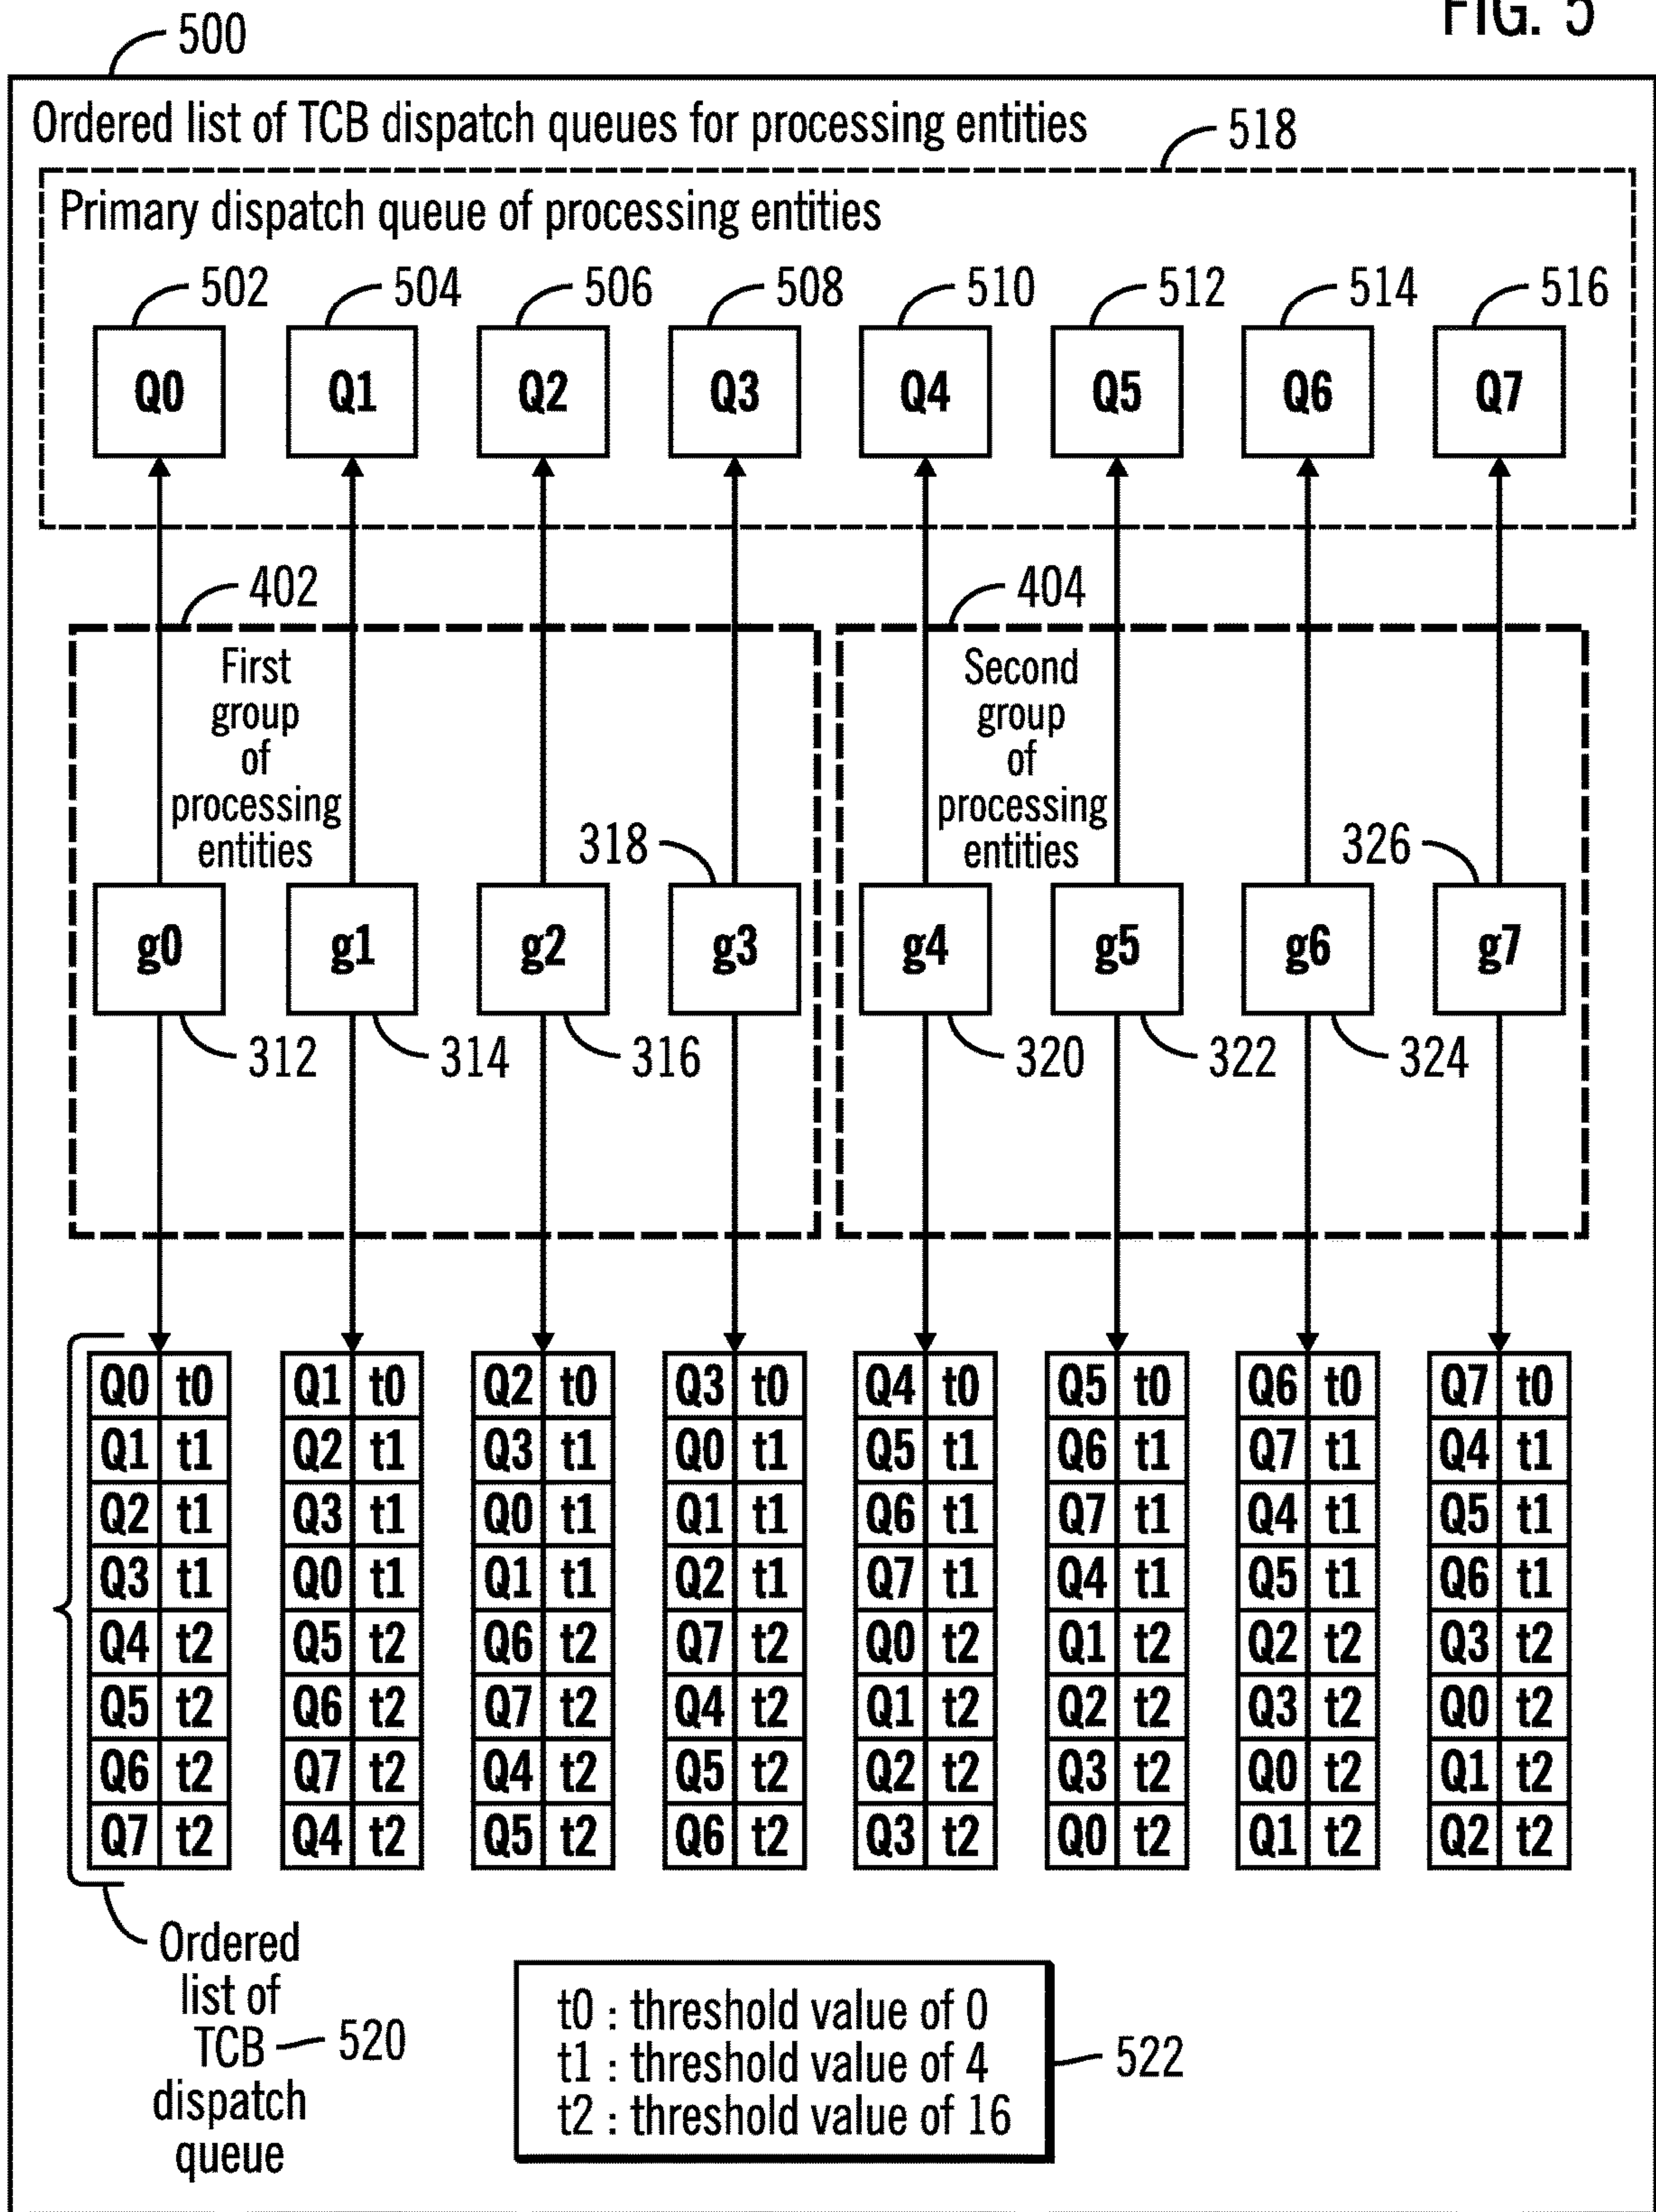 FIG. 5
500
Ordered list of TCB dispatch queues for processing entities
518
Primary dispatch queue of processing entities
502 504 506 508 510 512 514 516
Q0 Q1 Q2 Q3 Q4 Q5 Q6 Q7
402 404
First
group
of
processing
entities
Second
group
of
processing
entities
318 326
g0 g1 g2 g3 g4 g5 g6 g7
312 314 316 320 322 324
Q0 t0 Q1 t0 Q2 t0 Q3 t0 Q4 t0 Q5 t0 Q6 t0 Q7 t0
Q1 t1 Q2 t1 Q3 t1 Q0 t1 Q5 t1 Q6 t1 Q7 t1 Q4 t1
Q2 t1 Q3 t1 Q0 t1 Q1 t1 Q6 t1 Q7 t1 Q4 t1 Q5 t1
Q3 t1 Q0 t1 Q1 t1 Q2 t1 Q7 t1 Q4 t1 Q5 t1 Q6 t1
Q4 t2 Q5 t2 Q6 t2 Q7 t2 Q0 t2 Q1 t2 Q2 t2 Q3 t2
Q5 t2 Q6 t2 Q7 t2 Q4 t2 Q1 t2 Q2 t2 Q3 t2 Q0 t2
Q6 t2 Q7 t2 Q4 t2 Q5 t2 Q2 t2 Q3 t2 Q0 t2 Q1 t2
Q7 t2 Q4 t2 Q5 t2 Q6 t2 Q3 t2 Q0 t2 Q1 t2 Q2 t2
Ordered
list of
TCB
dispatch
queue
520
t0 : threshold value of 0
t1 : threshold value of 4
t2 : threshold value of 16
522